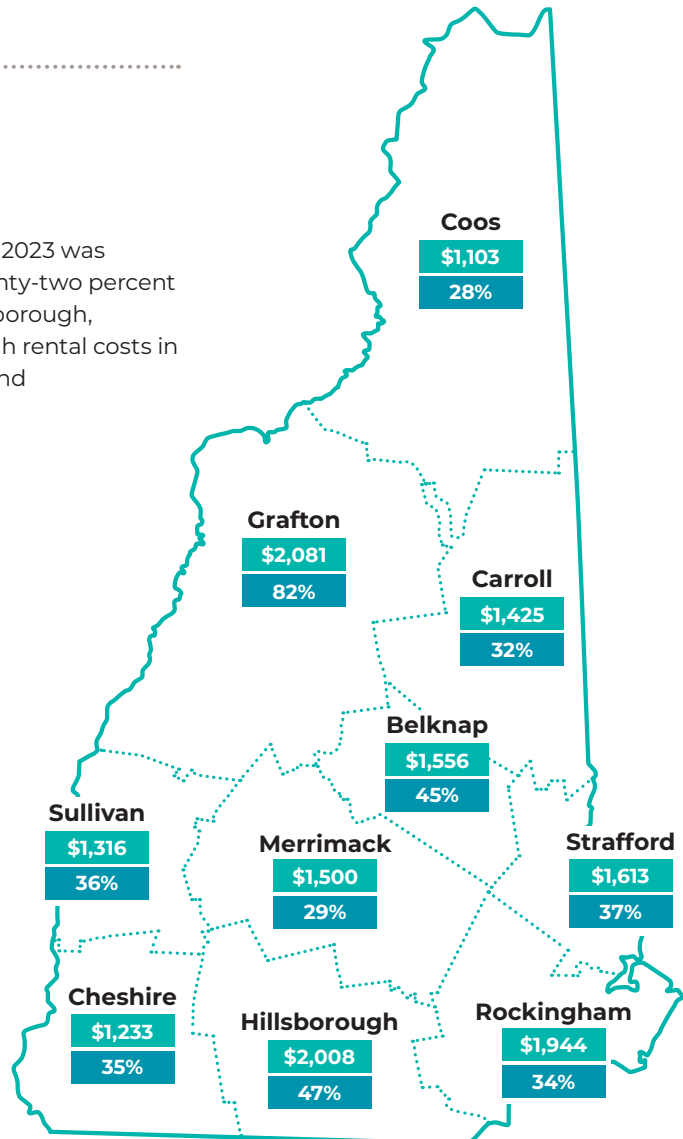 2023 was
nty-two percent
borough,
h rental costs in
nd
Coos
$1,103
28%
Grafton
$2,081
82%
Carroll
$1,425
32%
Belknap
$1,556
45%
Sullivan
$1,316
36%
Merrimack
$1,500
29%
Strafford
$1,613
37%
Cheshire
$1,233
35%
Hillsborough
$2,008
47%
Rockingham
$1,944
34%